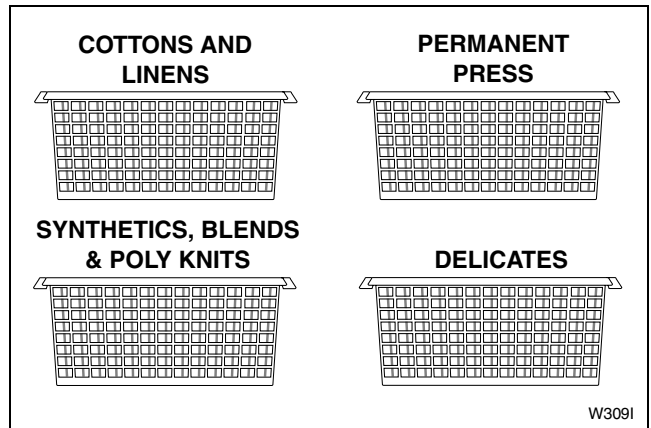 COTTONS AND
LINENS
PERMANENT
PRESS
SYNTHETICS, BLENDS
& POLY KNITS
DELICATES
W309I